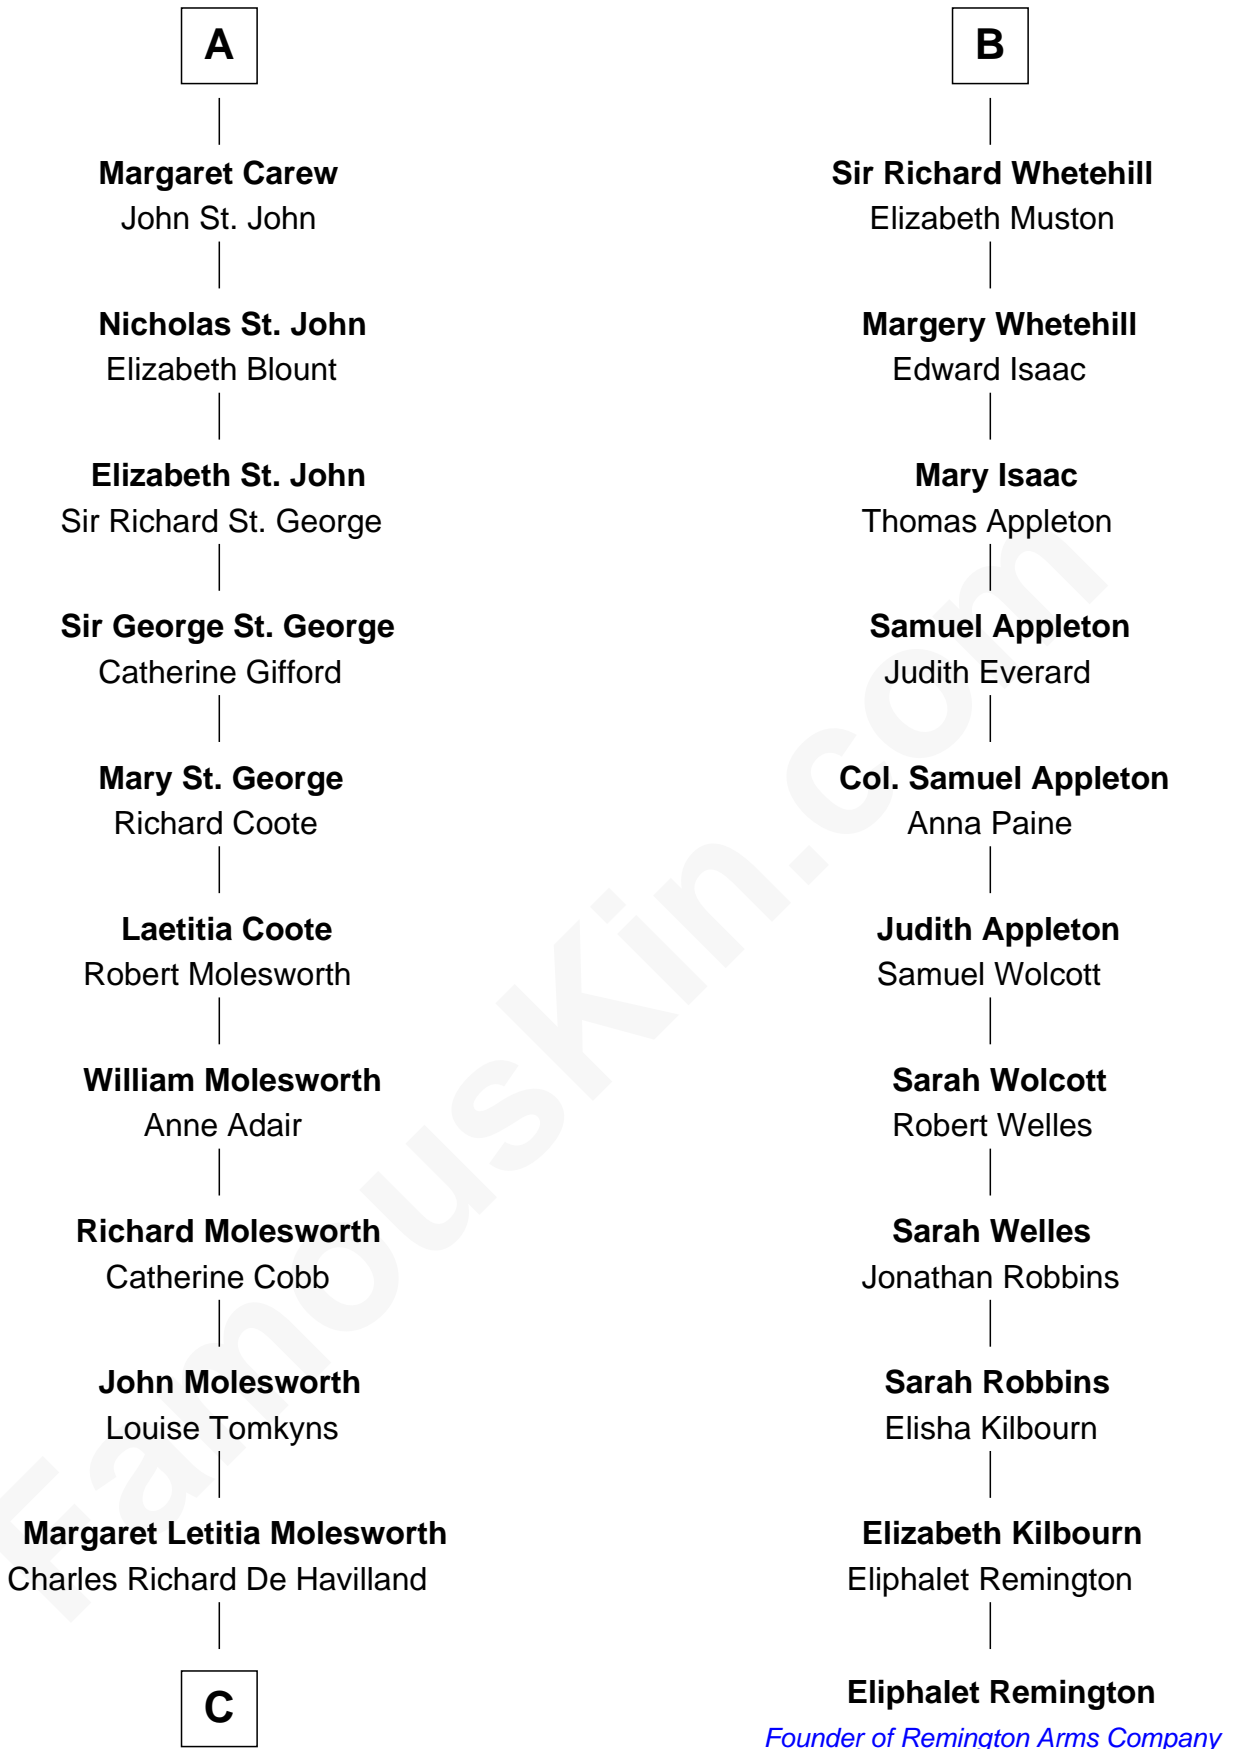 A
Margaret Carew
John St. John
Nicholas St. John
Elizabeth Blount
Elizabeth St. John
Sir Richard St. George
Sir George St. George
Catherine Gifford
Mary St. George
Richard Coote
Laetitia Coote
Robert Molesworth
William Molesworth
Anne Adair
Richard Molesworth
Catherine Cobb
John Molesworth
Louise Tomkyns
Margaret Letitia Molesworth
Charles Richard De Havilland
C
B
Sir Richard Whetehill
Elizabeth Muston
Margery Whetehill
Edward Isaac
Mary Isaac
Thomas Appleton
Samuel Appleton
Judith Everard
Col. Samuel Appleton
Anna Paine
Judith Appleton
Samuel Wolcott
Sarah Wolcott
Robert Welles
Sarah Welles
Jonathan Robbins
Sarah Robbins
Elisha Kilbourn
Elizabeth Kilbourn
Eliphalet Remington
Eliphalet Remington
Founder of Remington Arms Company
FamousKin.com